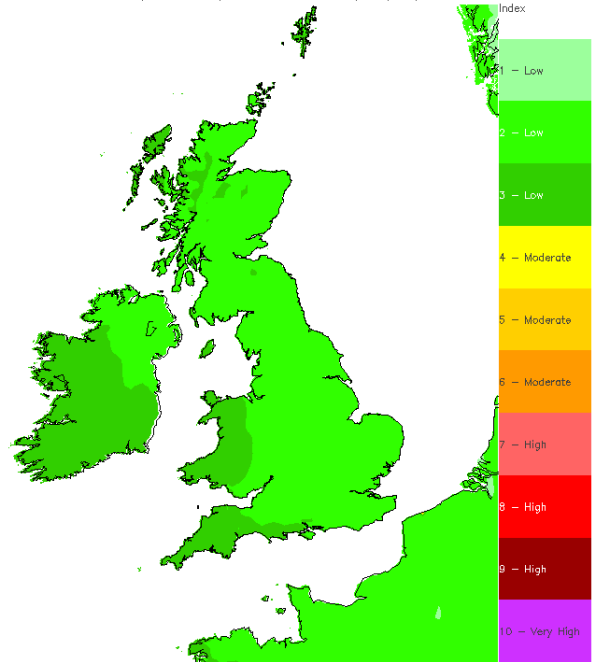 Index
1 – Low
2 – Low
3 – Low
4 – Moderate
5 – Moderate
6 – Moderate
7 – High
8 – High
9 – High
10 – Very High